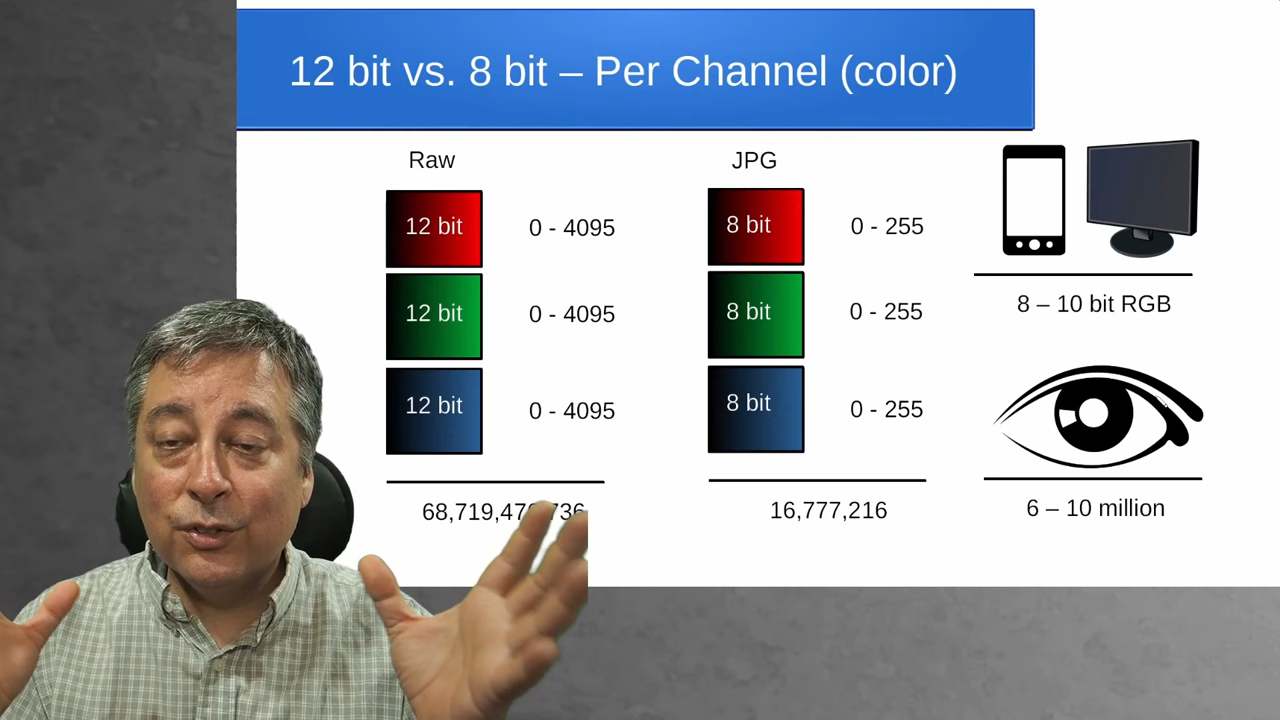 12 bit vs. 8 bit – Per Channel (color)
Raw
12 bit 0 - 4095
12 bit 0 - 4095
12 bit 0 - 4095
JPG
8 bit 0 - 255
8 bit 0 - 255
8 bit 0 - 255
16,777,216
8 – 10 bit RGB
6 – 10 million